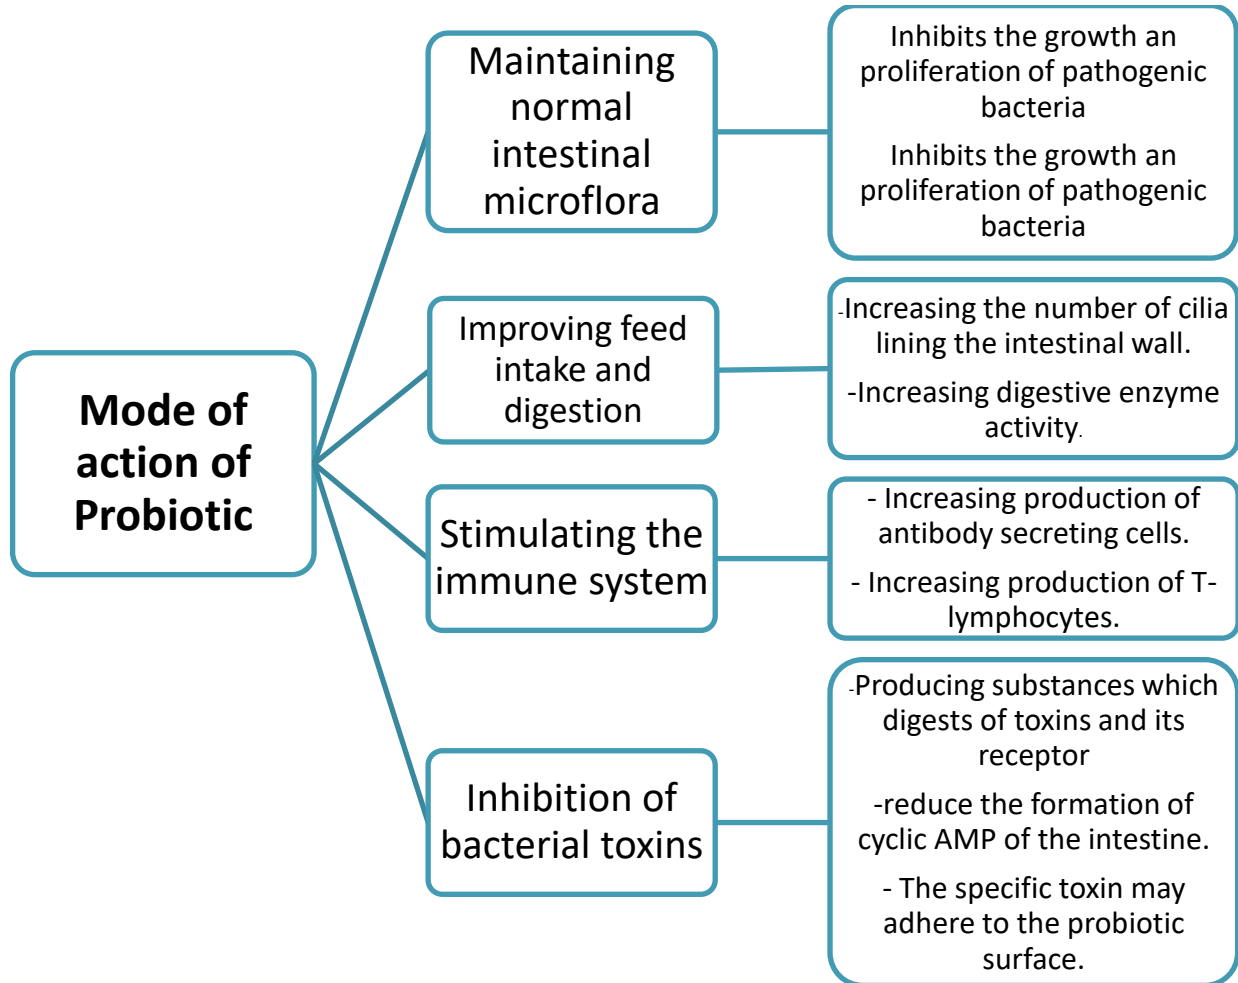 Mode of
action of
Probiotic
Maintaining
normal
intestinal
microflora
Inhibits the growth an
proliferation of pathogenic
bacteria
Inhibits the growth an
proliferation of pathogenic
bacteria
Improving feed
intake and
digestion
-Increasing the number of cilia
lining the intestinal wall.
-Increasing digestive enzyme
activity.
Stimulating the
immune system
- Increasing production of
antibody secreting cells.
- Increasing production of T-
lymphocytes.
Inhibition of
bacterial toxins
-Producing substances which
digests of toxins and its
receptor
-reduce the formation of
cyclic AMP of the intestine.
- The specific toxin may
adhere to the probiotic
surface.